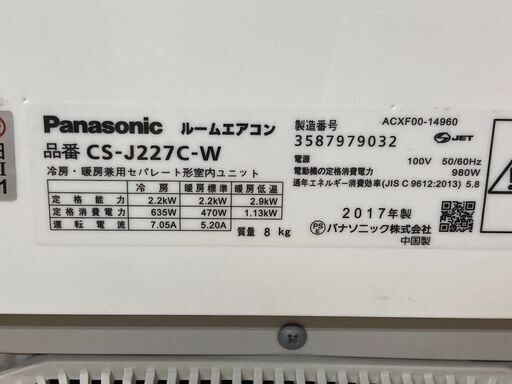 Panasonic ルームエアコン
品番 CS-J227C-W
冷房・暖房兼用セパレート形室内ユニット
冷房 暖房標準 暖房低温
定格能力 2.2kW 2.2kW 2.9kW
定格消費電力 635W 470W 1.13kW
運転電流 7.05A 5.20A
質量 8 kg
ACXF00-14960
製造番号
3587979032
JET
電源 100V 50/60Hz
電動機の定格消費電力 980W
通年エネルギー消費効率(JIS C 9612:2013) 5.8
2017年製
PS E パナソニック株式会社
中国製